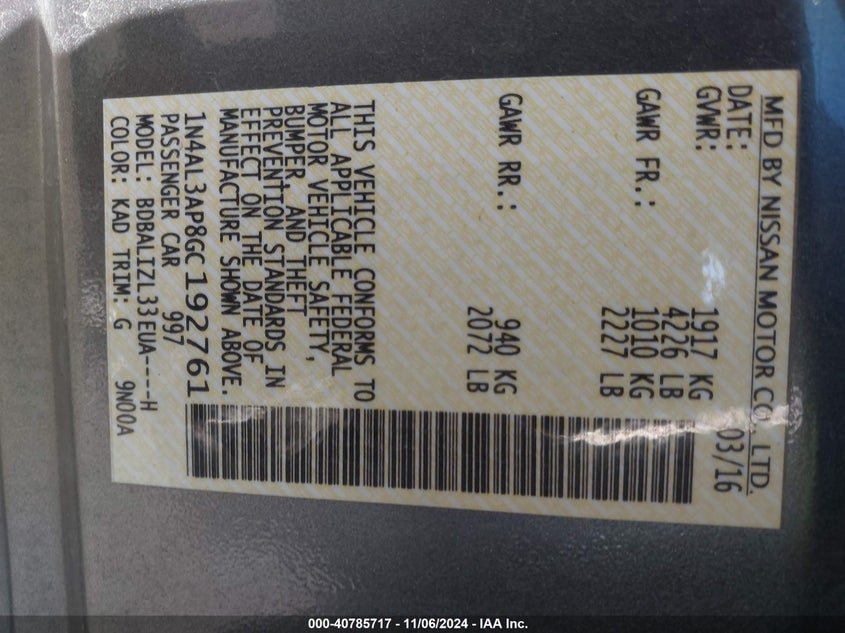 MFD BY NISSAN MOTOR CO., LTD.
DATE: 03/16
GVWR: 1917 KG
4226 LB
GAWR FR.: 1010 KG
2227 LB
GAWR RR.: 940 KG
2072 LB
THIS VEHICLE CONFORMS TO
ALL APPLICABLE FEDERAL
MOTOR VEHICLE SAFETY,
BUMPER, AND THEFT
PREVENTION STANDARDS IN
EFFECT ON THE DATE OF
MANUFACTURE SHOWN ABOVE.
1N4AL3AP8GC192761
PASSENGER CAR 997
MODEL: BDBALIZL33EUA----H
COLOR: KAD TRIM: G 9N00A
000-40785717 - 11/06/2024 - IAA Inc.